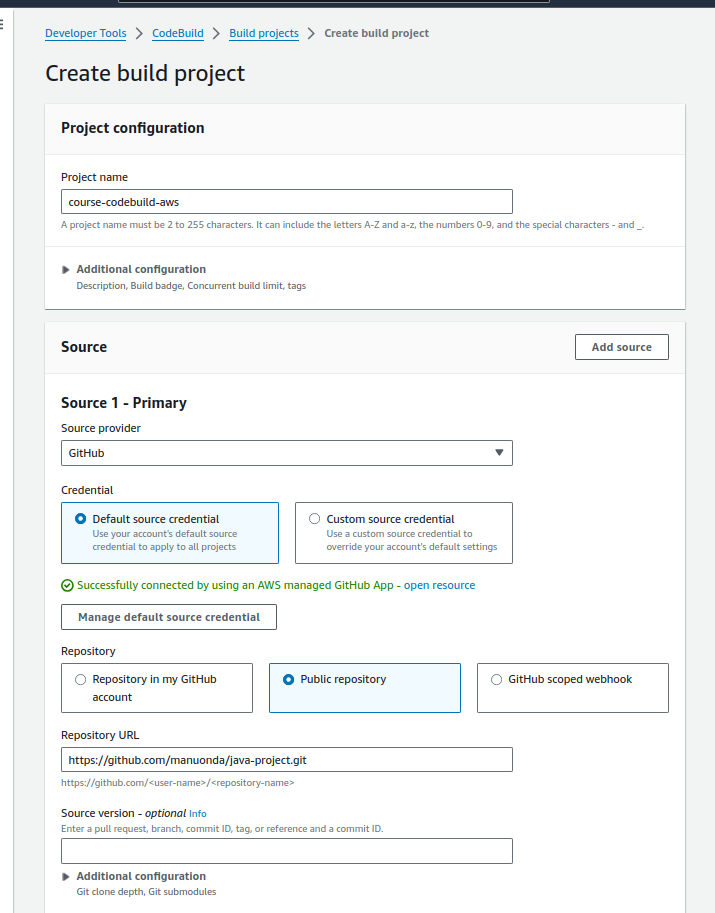 Developer Tools > CodeBuild > Build projects > Create build project
Create build project
Project configuration
Project name
course-codebuild-aws
A project name must be 2 to 255 characters. It can include the letters A-Z and a-z, the numbers 0-9, and the special characters - and _.
Additional configuration
Description, Build badge, Concurrent build limit, tags
Source
Add source
Source 1 - Primary
Source provider
GitHub
Credential
Default source credential
Use your account's default source
credential to apply to all projects
Custom source credential
Use a custom source credential to
override your account's default settings
Successfully connected by using an AWS managed GitHub App - open resource
Manage default source credential
Repository
Repository in my GitHub
account
Public repository
GitHub scoped webhook
Repository URL
https://github.com/manuonda/java-project.git
https://github.com/<user-name>/<repository-name>
Source version - optional Info
Enter a pull request, branch, commit ID, tag, or reference and a commit ID.
Additional configuration
Git clone depth, Git submodules